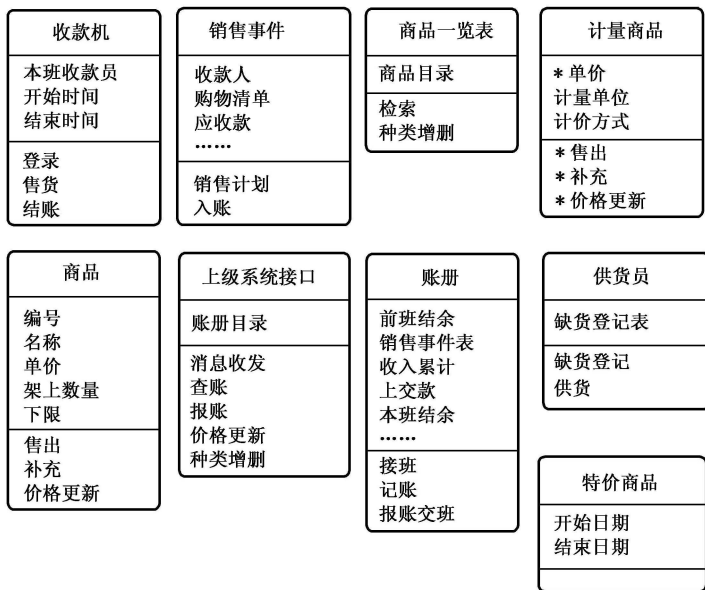 收款机
本班收款员
开始时间
结束时间
登录
售货
结账
销售事件
收款人
购物清单
应收款
……
销售计划
入账
商品一览表
商品目录
检索
种类增删
计量商品
*单价
计量单位
计价方式
*售出
*补充
*价格更新
商品
编号
名称
单价
架上数量
下限
售出
补充
价格更新
上级系统接口
账册目录
消息收发
查账
报账
价格更新
种类增删
账册
前班结余
销售事件表
收入累计
上交款
本班结余
……
接班
记账
报账交班
供货员
缺货登记表
缺货登记
供货
特价商品
开始日期
结束日期